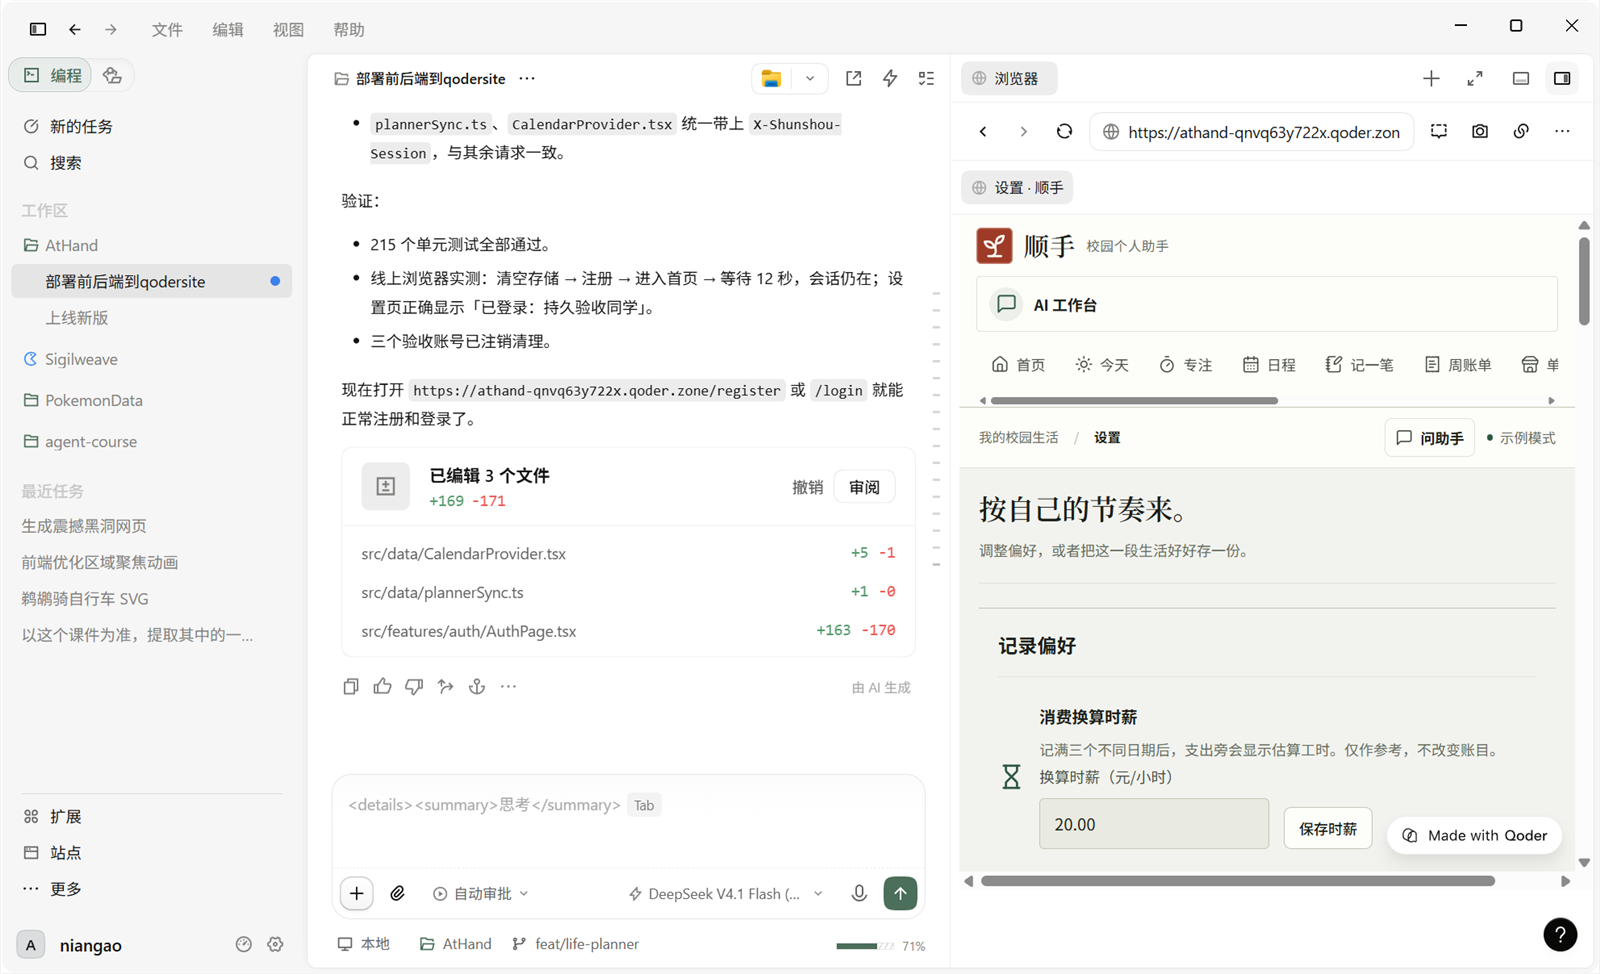 文件 编辑 视图 帮助
编程
新的任务
搜索
工作区
AtHand
部署前后端到qodersite
上线新版
Sigilweave
PokemonData
agent-course
最近任务
生成震撼黑洞网页
前端优化区域聚焦动画
鹈鹕骑自行车 SVG
以这个课件为准，提取其中的一...
扩展
站点
更多
A niangao
部署前后端到qodersite
plannerSync.ts、CalendarProvider.tsx 统一带上 X-Shunshou-
Session，与其余请求一致。
验证：
215 个单元测试全部通过。
线上浏览器实测：清空存储 → 注册 → 进入首页 → 等待 12 秒，会话仍在；设
置页正确显示「已登录：持久验收同学」。
三个验收账号已注销清理。
现在打开 https://athand-qnvq63y722x.qoder.zone/register 或 /login 就能
正常注册和登录了。
已编辑 3 个文件
+169 -171
撤销 审阅
src/data/CalendarProvider.tsx +5 -1
src/data/plannerSync.ts +1 -0
src/features/auth/AuthPage.tsx +163 -170
由 AI 生成
<details><summary>思考</summary> Tab
自动审批 DeepSeek V4.1 Flash (...
本地 AtHand feat/life-planner 71%
浏览器
https://athand-qnvq63y722x.qoder.zon
设置 · 顺手
顺手 校园个人助手
AI 工作台
首页 今天 专注 日程 记一笔 周账单 单
我的校园生活 / 设置 问助手 示例模式
按自己的节奏来。
调整偏好，或者把这一段生活好好存一份。
记录偏好
消费换算时薪
记满三个不同日期后，支出旁会显示估算工时。仅作参考，不改变账目。
换算时薪（元/小时）
20.00 保存时薪
Made with Qoder
?